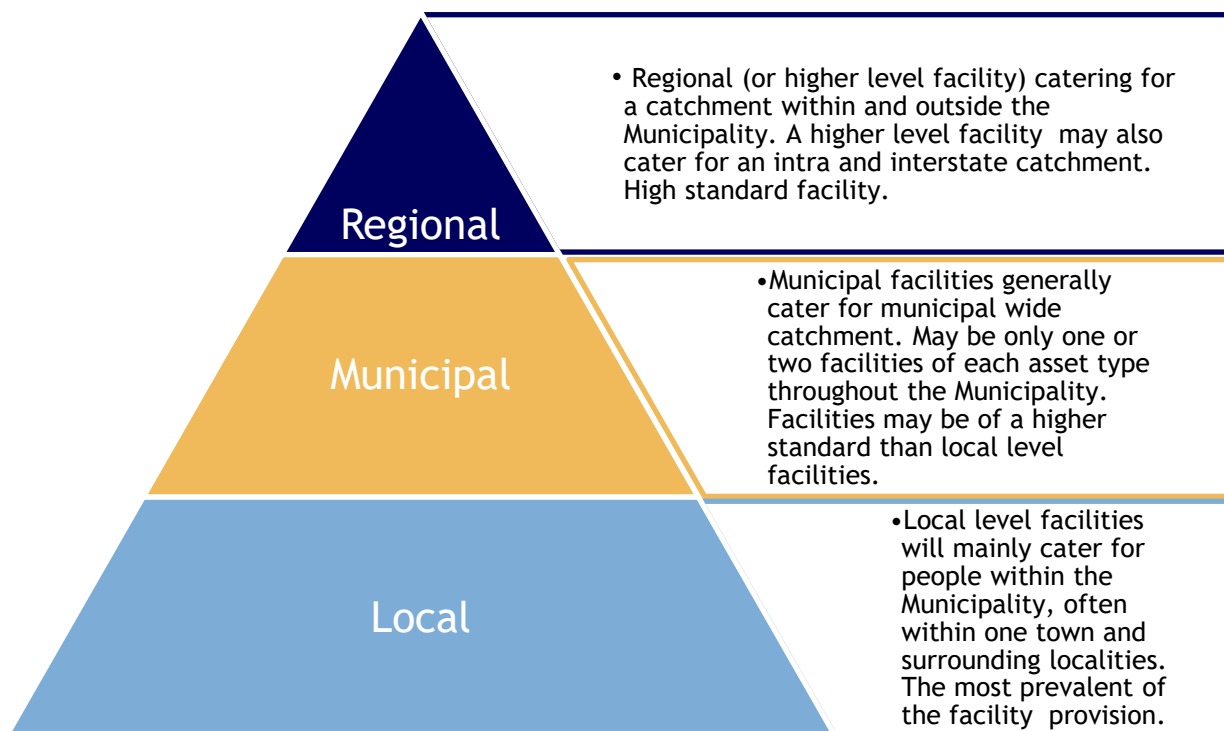 Regional
• Regional (or higher level facility) catering for
a catchment within and outside the
Municipality. A higher level facility may also
cater for an intra and interstate catchment.
High standard facility.
Municipal
•Municipal facilities generally
cater for municipal wide
catchment. May be only one or
two facilities of each asset type
throughout the Municipality.
Facilities may be of a higher
standard than local level
facilities.
Local
•Local level facilities
will mainly cater for
people within the
Municipality, often
within one town and
surrounding localities.
The most prevalent of
the facility provision.